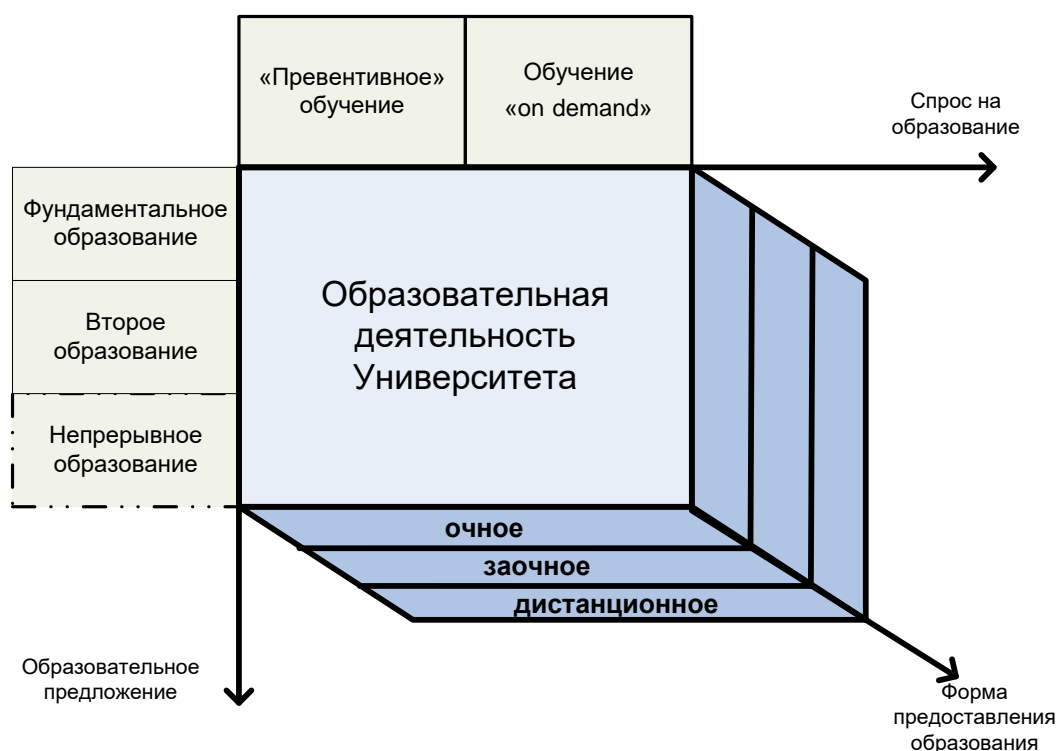 «Превентивное»
обучение
Обучение
«on demand»
Спрос на
образование
Фундаментальное
образование
Второе
образование
Непрерывное
образование
Образовательная
деятельность
Университета
очное
заочное
дистанционное
Образовательное
предложение
Форма
предоставления
образования